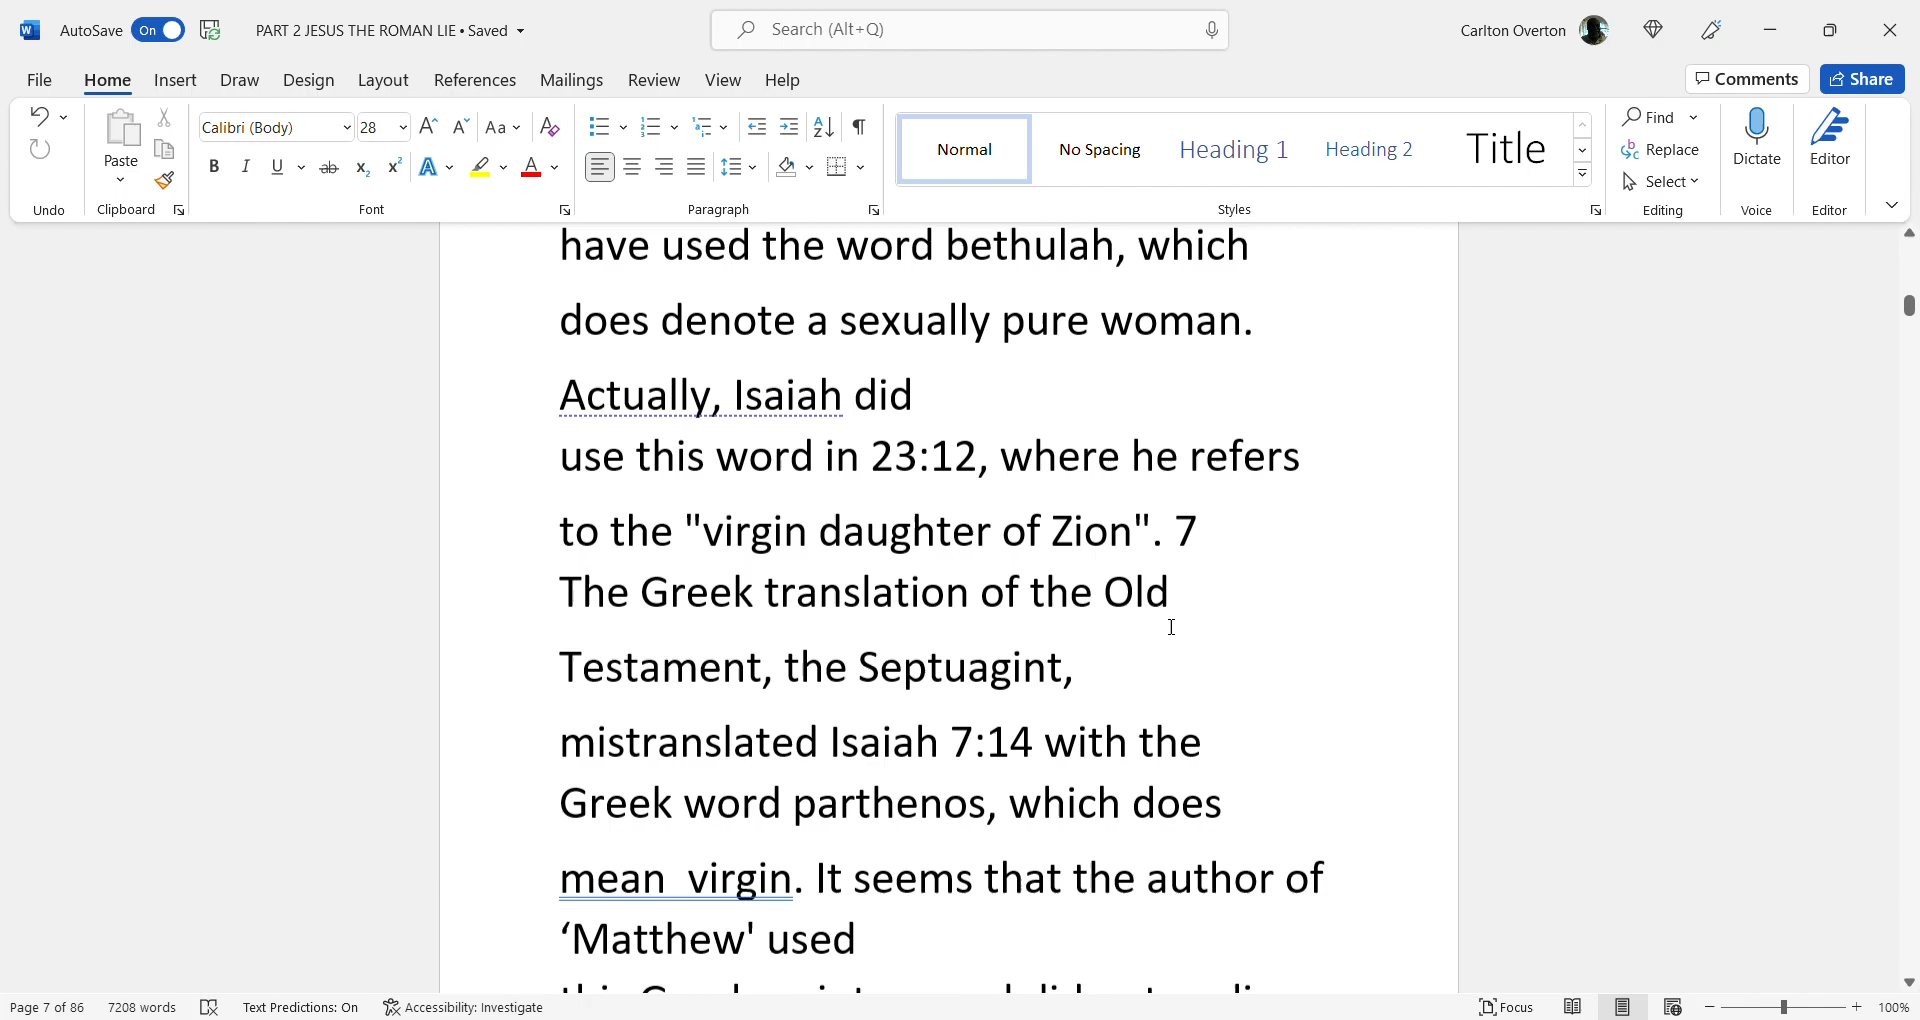 AutoSave On PART 2 JESUS THE ROMAN LIE • Saved Search (Alt+Q) Carlton Overton
File Home Insert Draw Design Layout References Mailings Review View Help Comments Share
Calibri (Body) 28 Aa Find
Paste Normal No Spacing Heading 1 Heading 2 Title Replace Dictate Editor
B I U ab x₂ x² A A Select
Undo Clipboard Font Paragraph Styles Editing Voice Editor
have used the word bethulah, which
does denote a sexually pure woman.
Actually, Isaiah did
use this word in 23:12, where he refers
to the "virgin daughter of Zion". 7
The Greek translation of the Old
Testament, the Septuagint,
mistranslated Isaiah 7:14 with the
Greek word parthenos, which does
mean  virgin. It seems that the author of
‘Matthew' used
Page 7 of 86 7208 words Text Predictions: On Accessibility: Investigate Focus 100%